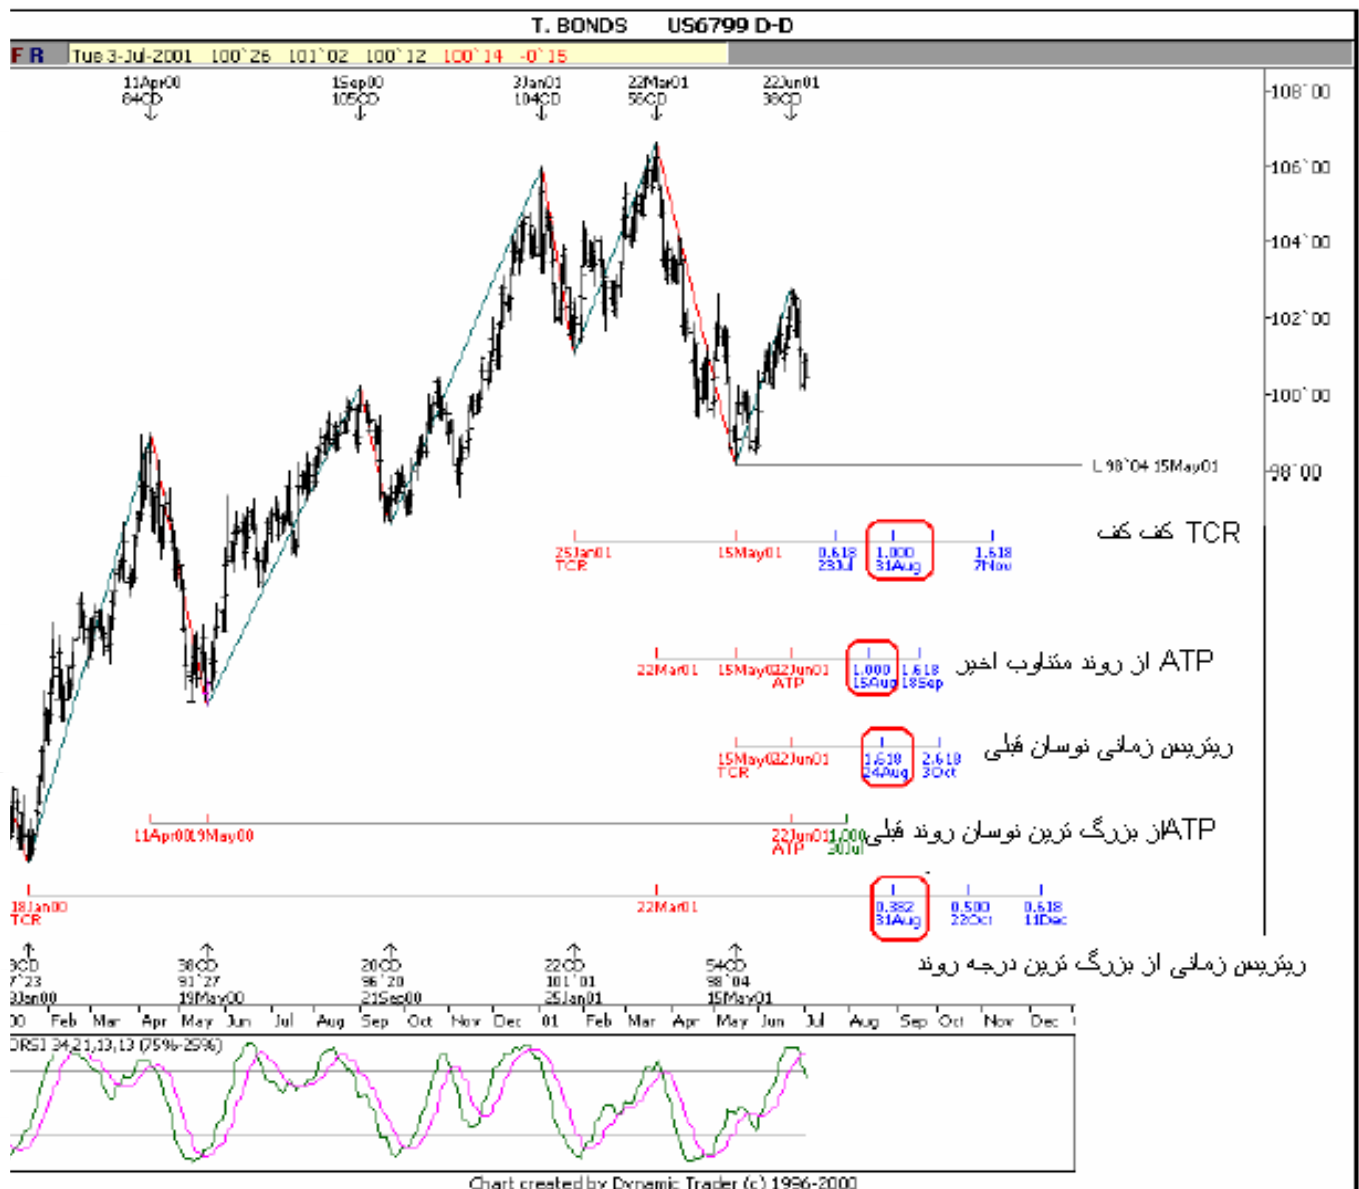 T. BONDS US6799 D-D
F R Tue 3-Jul-2001 100`26 101`02 100`12 100`14 -0`15
11Apr00 1Sep00 3Jan01 22Mar01 22Jun01
84CD 105CD 104CD 56CD 38CD
108`00
106`00
104`00
102`00
100`00
98`00
L 98`04 15May01
TCR کف کف
25Jan01 15May01 0.618 1.000 1.618
TCR 23Jul 31Aug 7Nov
ATP از روند متناوب اخیر
22Mar01 15May01 22Jun01 1.000 1.618
ATP 15Aug 18Sep
ریتریس زمانی نوسان قبلی
15May01 22Jun01 1.618 2.618
TCR 24Aug 3Oct
ATPاز بزرگ ترین نوسان روند قبلی
11Apr00 19May00 22Jun01 1.000
ATP 30Jul
18Jan00 22Mar01 0.382 0.500 0.618
TCR 31Aug 22Oct 11Dec
ریتریس زمانی از بزرگ ترین درجه روند
38CD 20CD 22CD 54CD
7`23 91`27 96`20 101`01 98`04
19May00 21Sep00 25Jan01 15May01
00 Feb Mar Apr May Jun Jul Aug Sep Oct Nov Dec 01 Feb Mar Apr May Jun Jul Aug Sep Oct Nov Dec
DRSI 34,21,13,13 (75%-25%)
Chart created by Dynamic Trader (c) 1996-2000